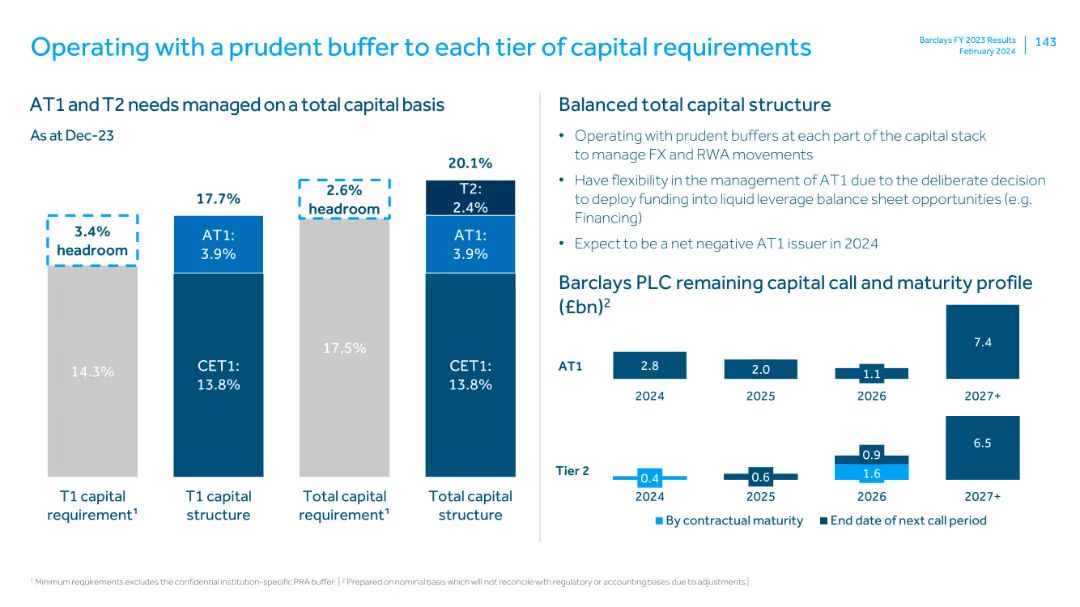 Operating with a prudent buffer to each tier of capital requirements
Barclays FY 2023 Results
February 2024
143
AT1 and T2 needs managed on a total capital basis
As at Dec-23
3.4%
headroom
14.3%
T1 capital
requirement¹
17.7%
AT1:
3.9%
CET1:
13.8%
T1 capital
structure
2.6%
headroom
17.5%
Total capital
requirement¹
20.1%
T2:
2.4%
AT1:
3.9%
CET1:
13.8%
Total capital
structure
Balanced total capital structure
• Operating with prudent buffers at each part of the capital stack
to manage FX and RWA movements
• Have flexibility in the management of AT1 due to the deliberate decision
to deploy funding into liquid leverage balance sheet opportunities (e.g.
Financing)
• Expect to be a net negative AT1 issuer in 2024
Barclays PLC remaining capital call and maturity profile
(£bn)²
AT1
2.8
2.0
1.1
7.4
2024
2025
2026
2027+
Tier 2
0.4
0.6
0.9
1.6
6.5
2024
2025
2026
2027+
By contractual maturity
End date of next call period
¹ Minimum requirements excludes the confidential institution-specific PRA buffer. | ² Prepared on nominal basis which will not reconcile with regulatory or accounting bases due to adjustments |